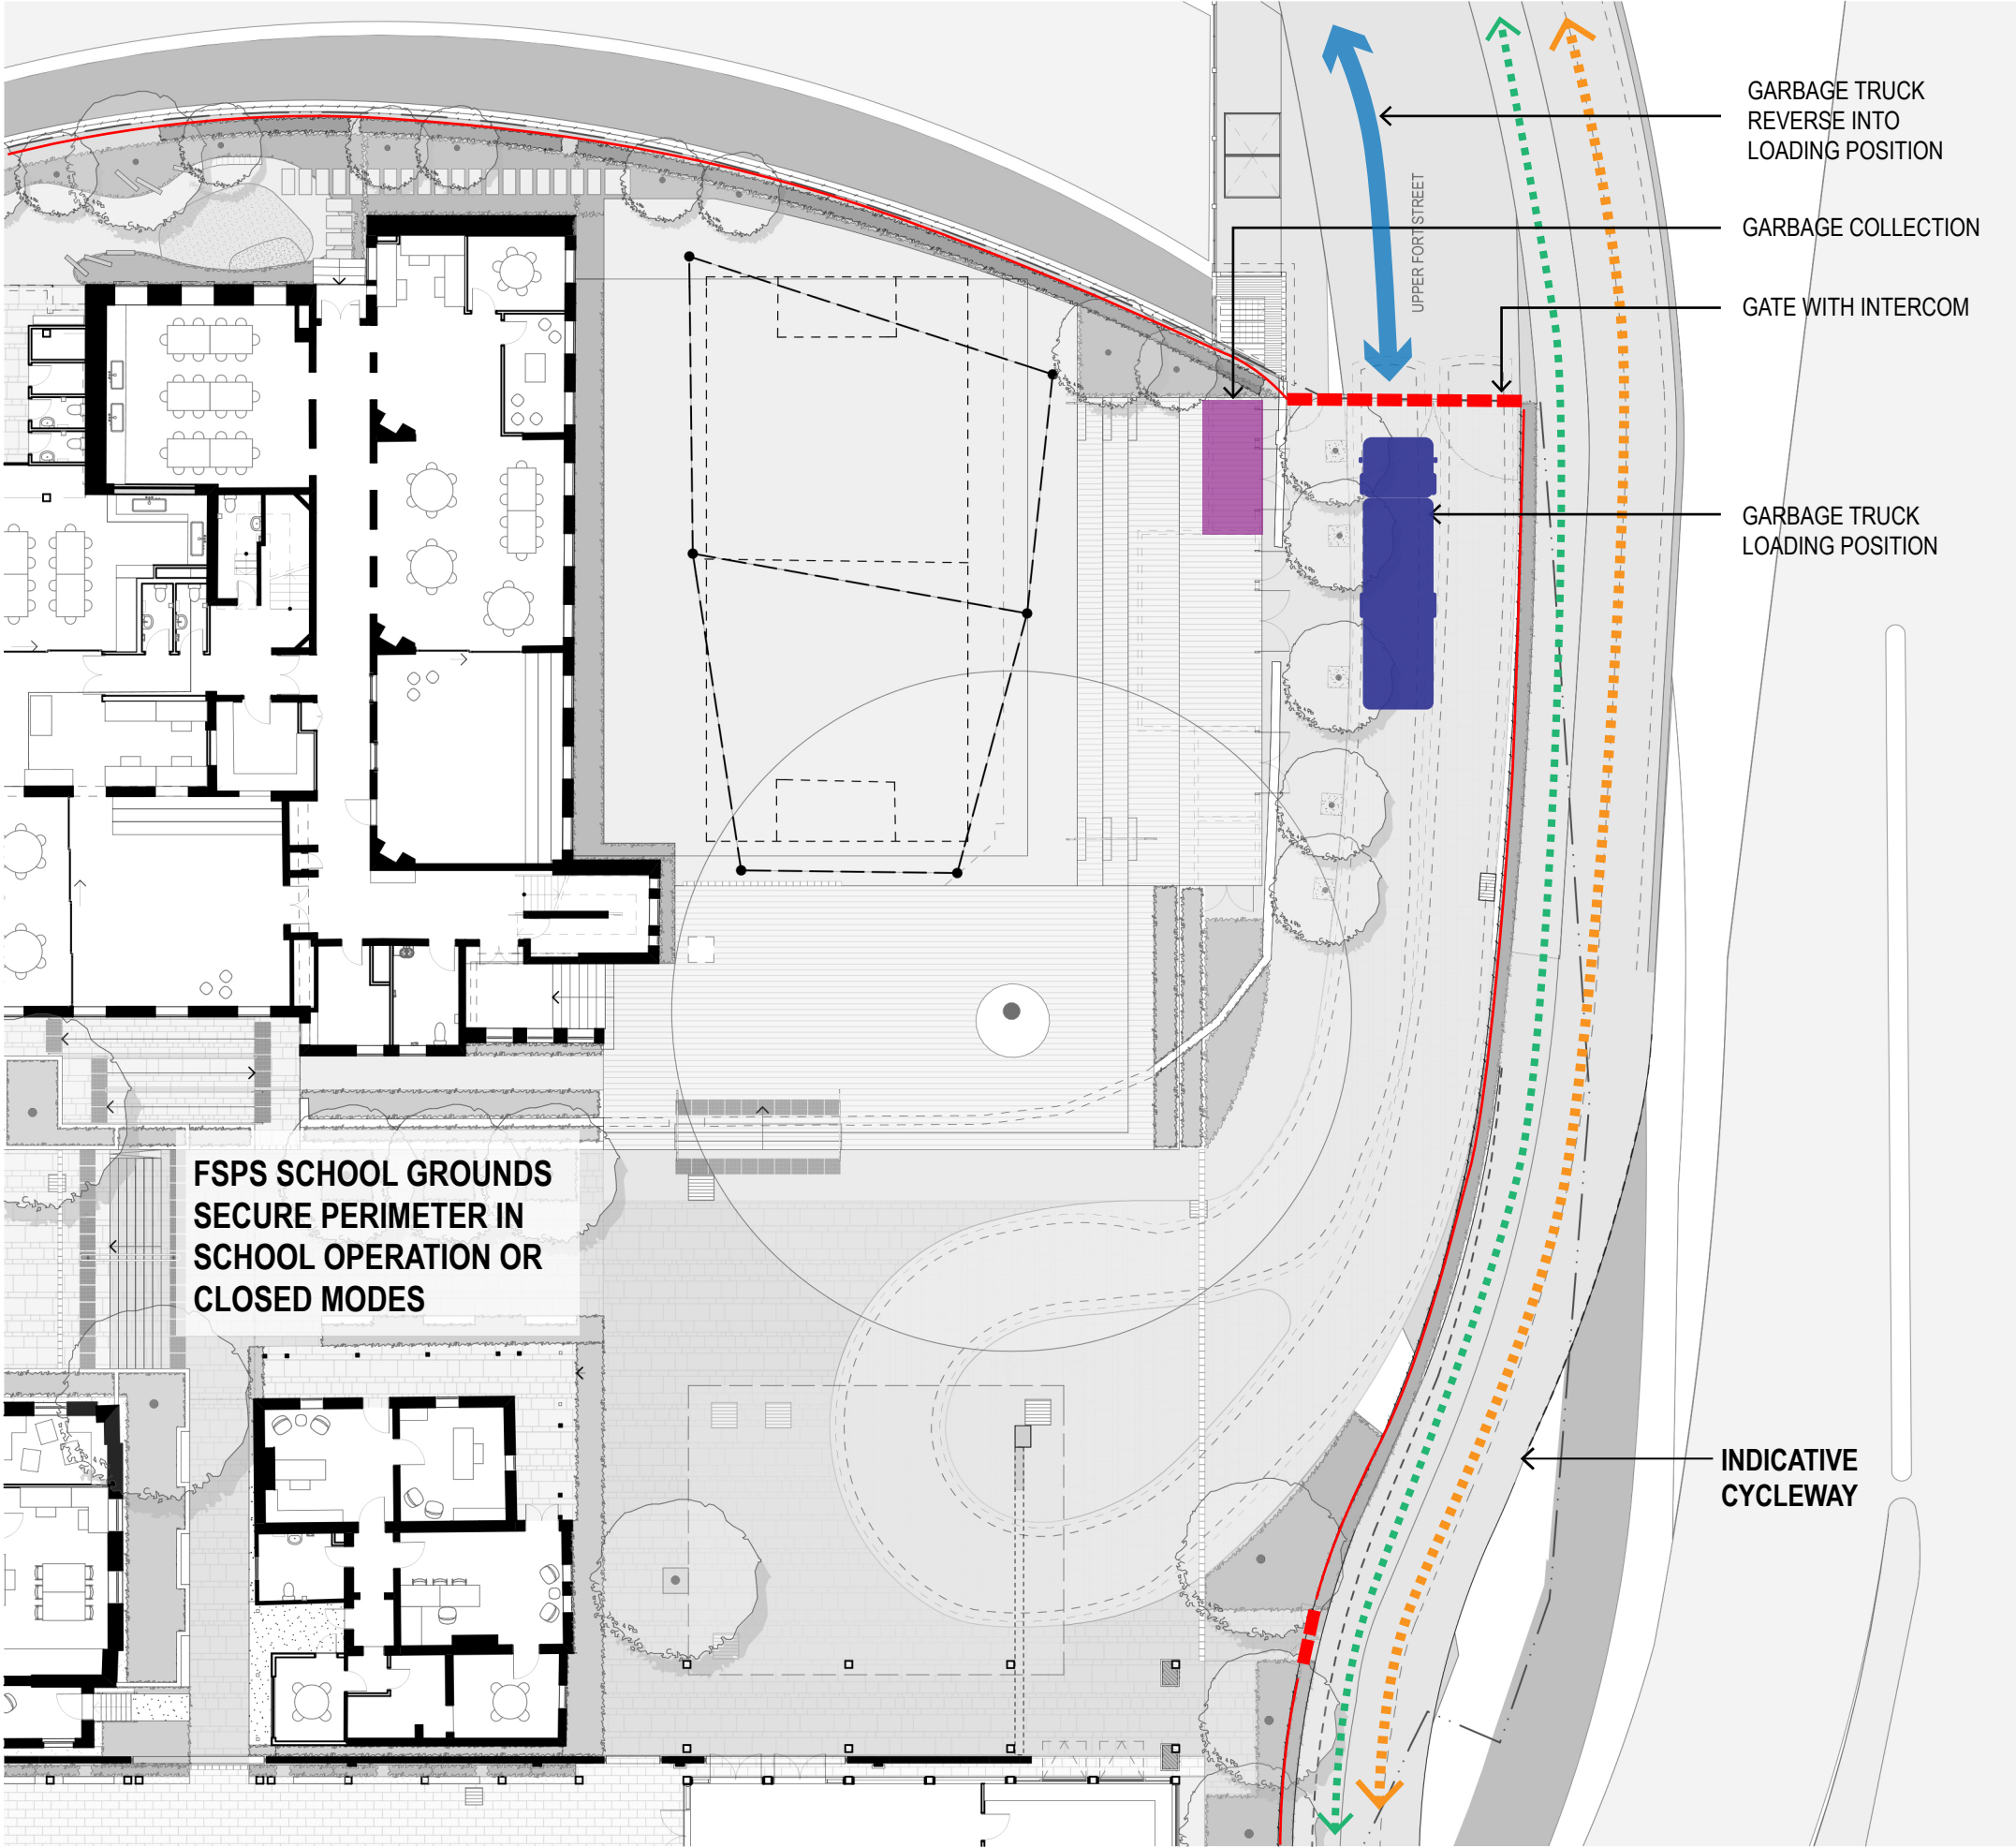 GARBAGE TRUCK
REVERSE INTO
LOADING POSITION
UPPER FORT STREET
GARBAGE COLLECTION
GATE WITH INTERCOM
GARBAGE TRUCK
LOADING POSITION
FSPS SCHOOL GROUNDS
SECURE PERIMETER IN
SCHOOL OPERATION OR
CLOSED MODES
INDICATIVE
CYCLEWAY